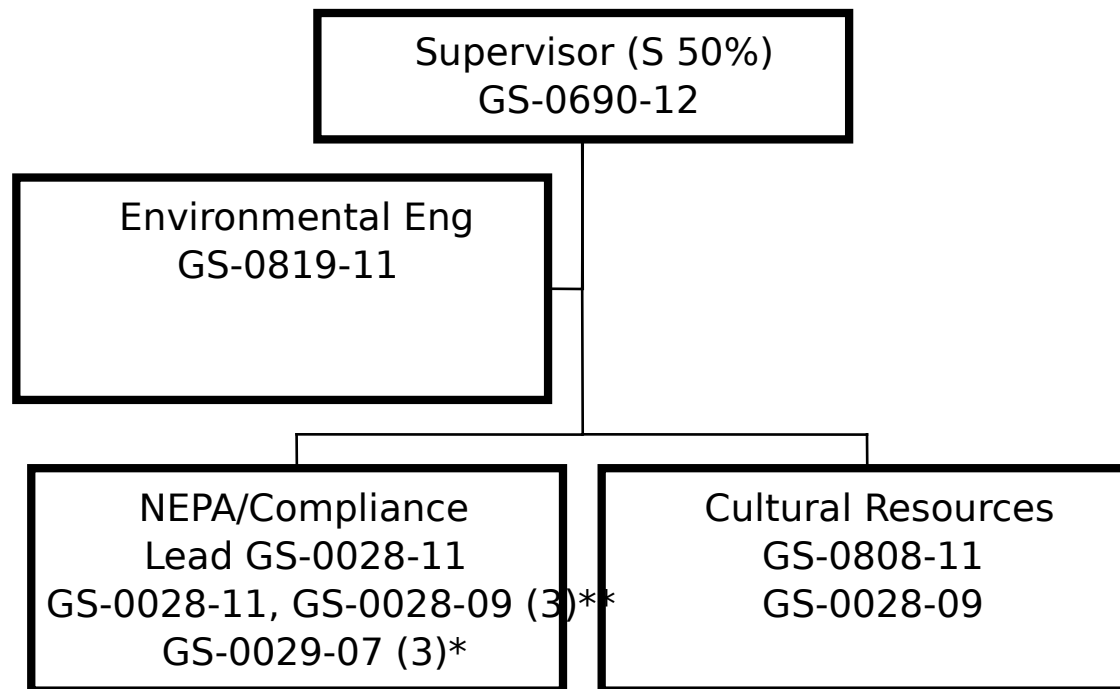 Supervisor (S 50%)
GS-0690-12
Environmental Eng
GS-0819-11
NEPA/Compliance
Lead GS-0028-11
GS-0028-11, GS-0028-09 (3)**
GS-0029-07 (3)*
Cultural Resources
GS-0808-11
GS-0028-09